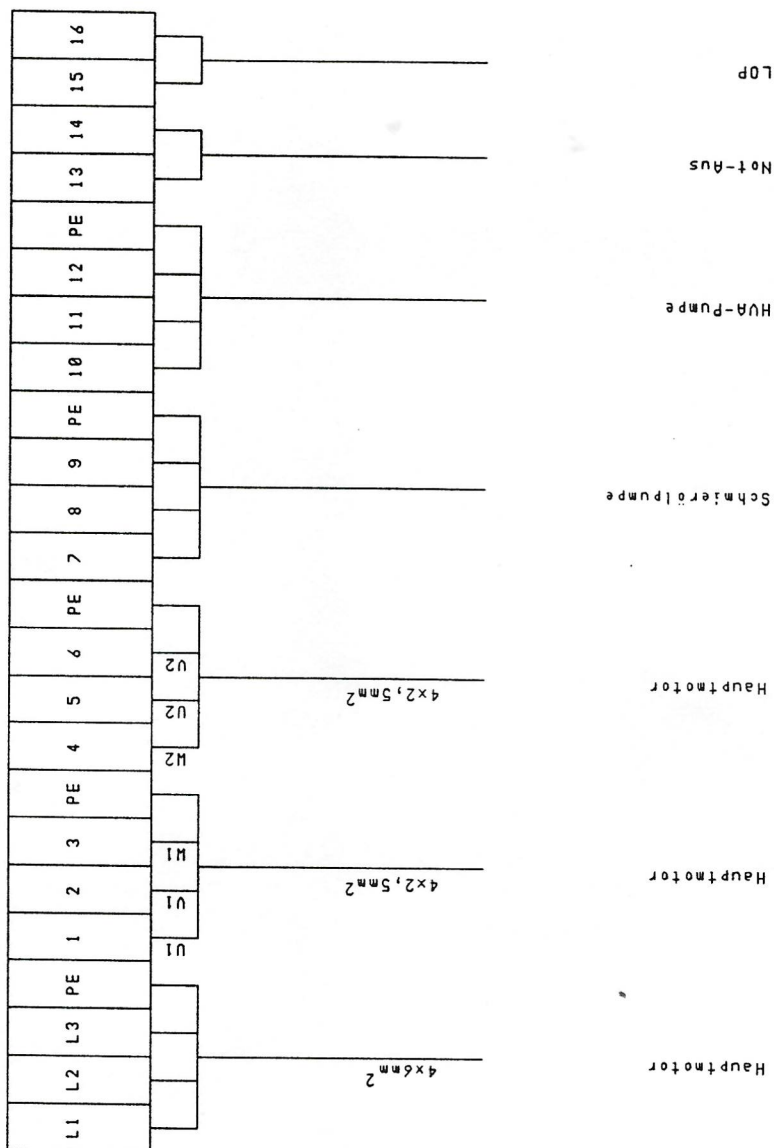 16
LOP
15
14
Not-Aus
13
PE
12
HVA-Pumpe
11
10
PE
9
Schmierölpumpe
8
7
PE
6
V2
4x2,5mm²
Hauptmotor
5
U2
4
W2
PE
3
W1
4x2,5mm²
Hauptmotor
2
V1
1
U1
PE
L3
4x6mm²
Hauptmotor
L2
L1